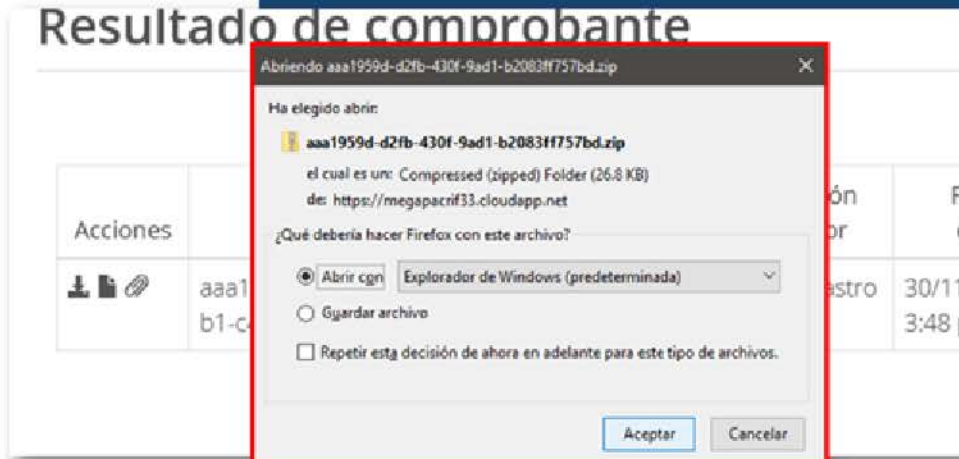 Resultado de comprobante
Abriendo aaa1959d-d2fb-430f-9ad1-b2083ff757bd.zip
Ha elegido abrir:
aaa1959d-d2fb-430f-9ad1-b2083ff757bd.zip
el cual es un: Compressed (zipped) Folder (26.8 KB)
de: https://megapacrif33.cloudapp.net
¿Qué debería hacer Firefox con este archivo?
Abrir con Explorador de Windows (predeterminada)
Guardar archivo
Repetir esta decisión de ahora en adelante para este tipo de archivos.
Aceptar Cancelar
Acciones
ón
or
aaa1
b1-c
astro
30/11
3:48